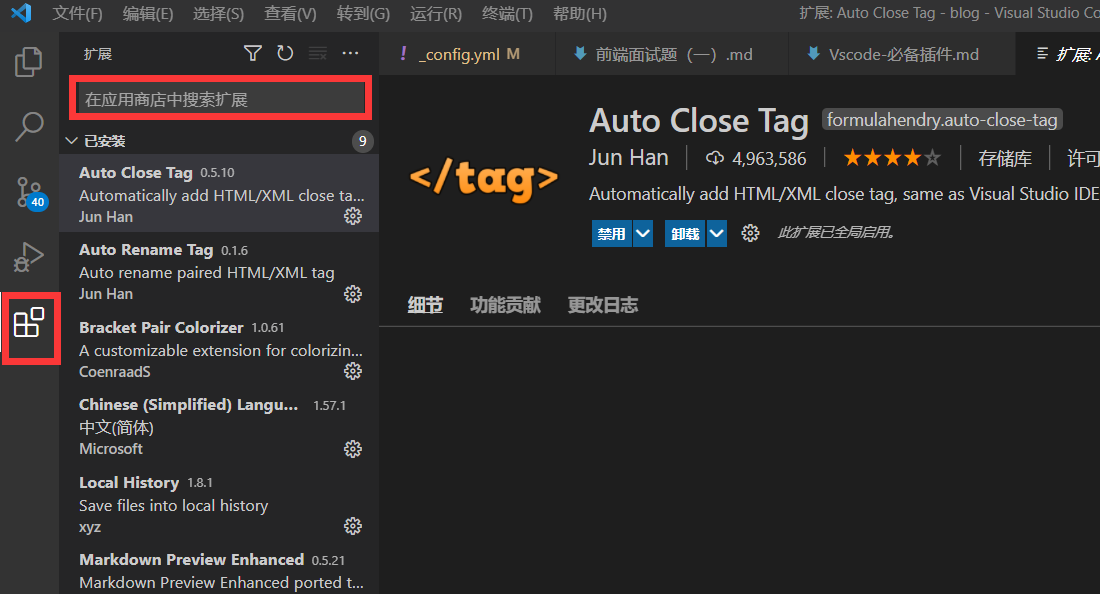 文件(F) 编辑(E) 选择(S) 查看(V) 转到(G) 运行(R) 终端(T) 帮助(H) 扩展: Auto Close Tag - blog - Visual Studio Co
扩展
! _config.yml M 前端面试题（一）.md Vscode-必备插件.md 扩展: A
在应用商店中搜索扩展
已安装 9
Auto Close Tag 0.5.10
Automatically add HTML/XML close ta...
Jun Han
Auto Rename Tag 0.1.6
Auto rename paired HTML/XML tag
Jun Han
Bracket Pair Colorizer 1.0.61
A customizable extension for colorizin...
CoenraadS
Chinese (Simplified) Langu... 1.57.1
中文(简体)
Microsoft
Local History 1.8.1
Save files into local history
xyz
Markdown Preview Enhanced 0.5.21
Markdown Preview Enhanced ported t...
40
</tag>
Auto Close Tag formulahendry.auto-close-tag
Jun Han 4,963,586 存储库 许可
Automatically add HTML/XML close tag, same as Visual Studio IDE
禁用 卸载 此扩展已全局启用。
细节 功能贡献 更改日志